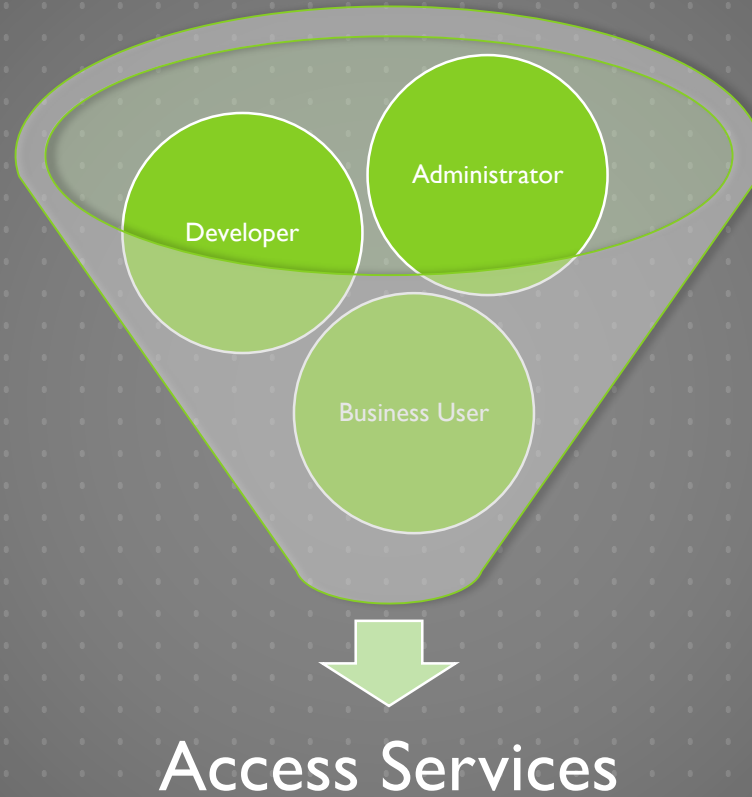 Administrator
Developer
Business User
Access Services